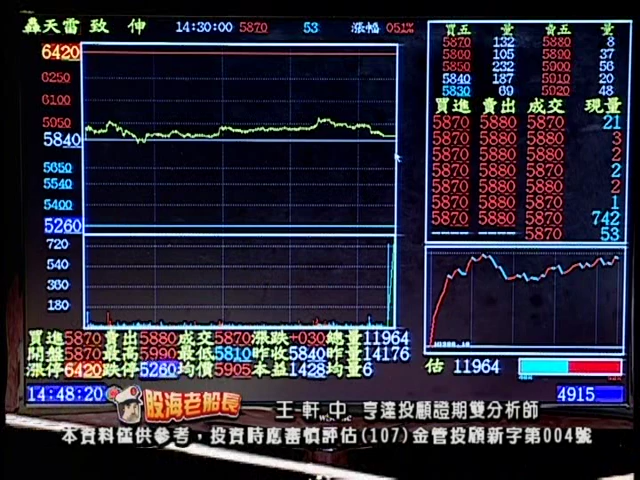 轟天雷 致 伸 14:30:00 5870 53 漲幅 051%
買五 量 賣五 量
5870 132 5880 8
5860 105 5890 37
5850 232 5900 56
5840 187 5910 20
5830 69 5920 48
買進 賣出 成交 現量
5870 5880 5870 21
5870 5880 5880 3
5870 5880 5880 2
5870 5880 5870 2
5870 5880 5880 2
5870 5880 5870 1
5870 5880 5870 742
---- ---- 5870 53
6420
6250
6100
5950
5840
5650
5540
5400
5260
720
540
360
180
買進5870賣出5880成交5870漲跌+030總量11964
開盤5870最高5990最低5810昨收5840昨量14176
漲停6420跌停5260均價5905本益1428均量6
估 11964
14:48:20 4915
股海老船長 王軒中 亨達投顧證期雙分析師
本資料僅供參考，投資時應審慎評估(107)金管投顧新字第004號